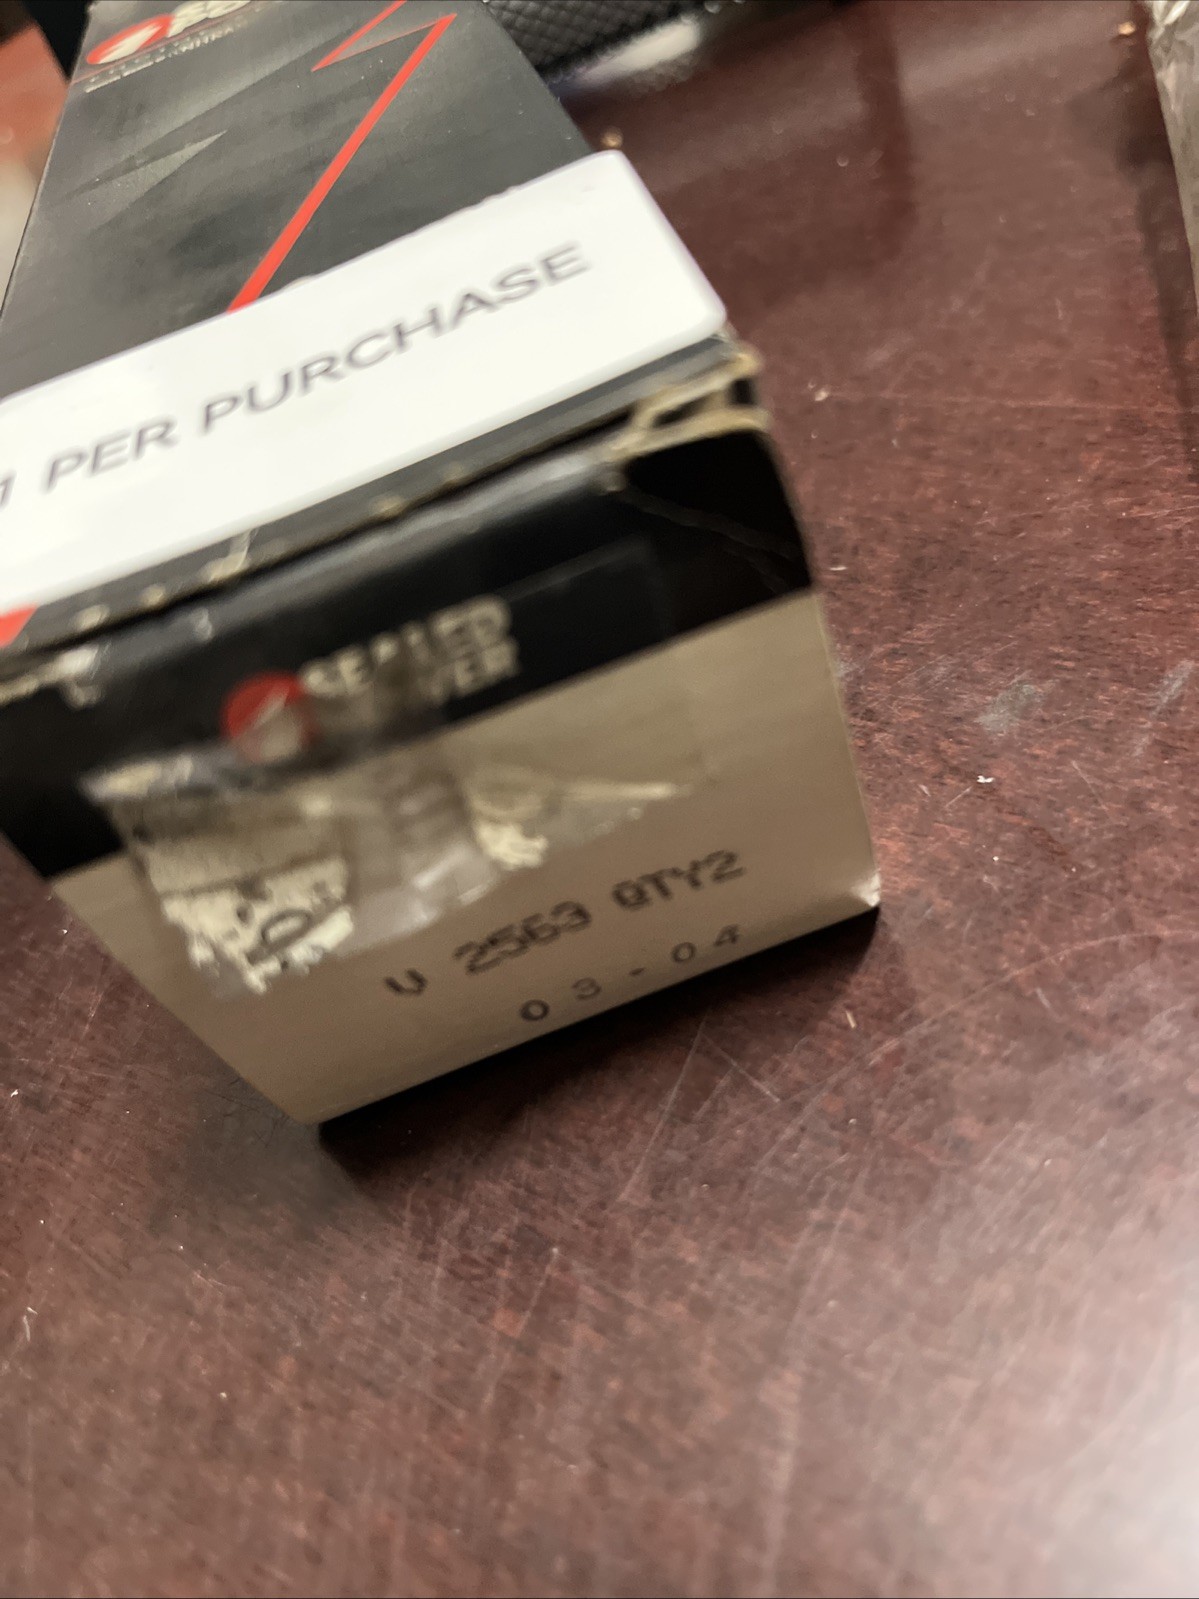 1 PER PURCHASE
SEALED
POWER
V 2563 QTY2
03-04